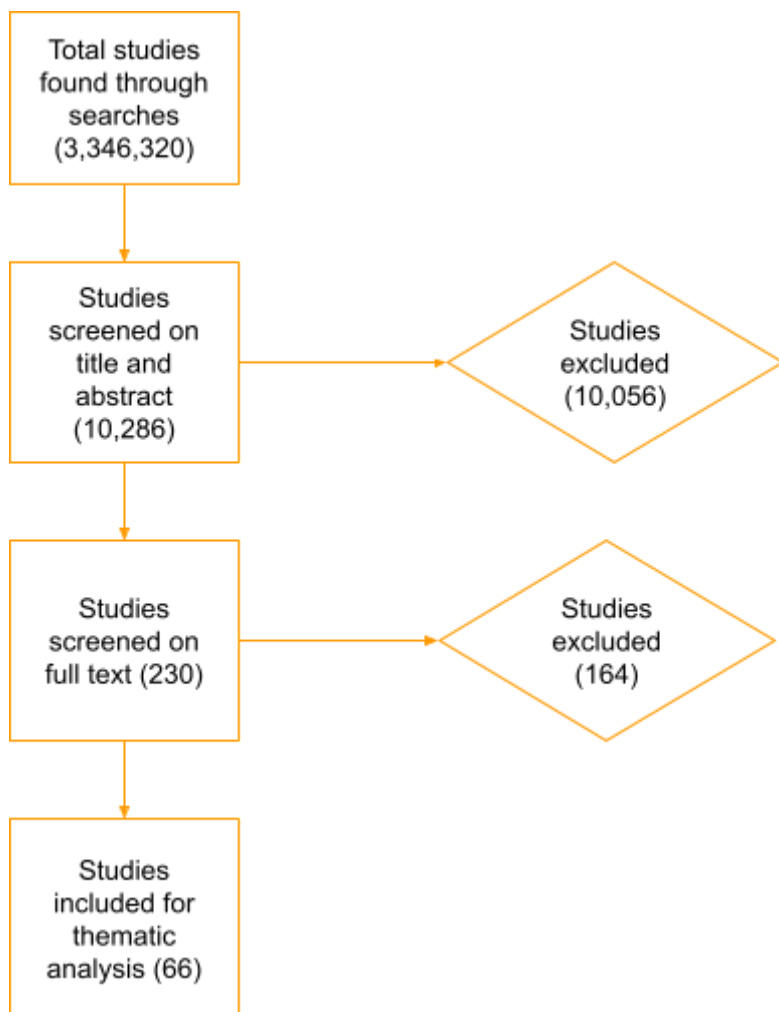 Total studies
found through
searches
(3,346,320)
Studies
screened on
title and
abstract
(10,286)
Studies
excluded
(10,056)
Studies
screened on
full text (230)
Studies
excluded
(164)
Studies
included for
thematic
analysis (66)